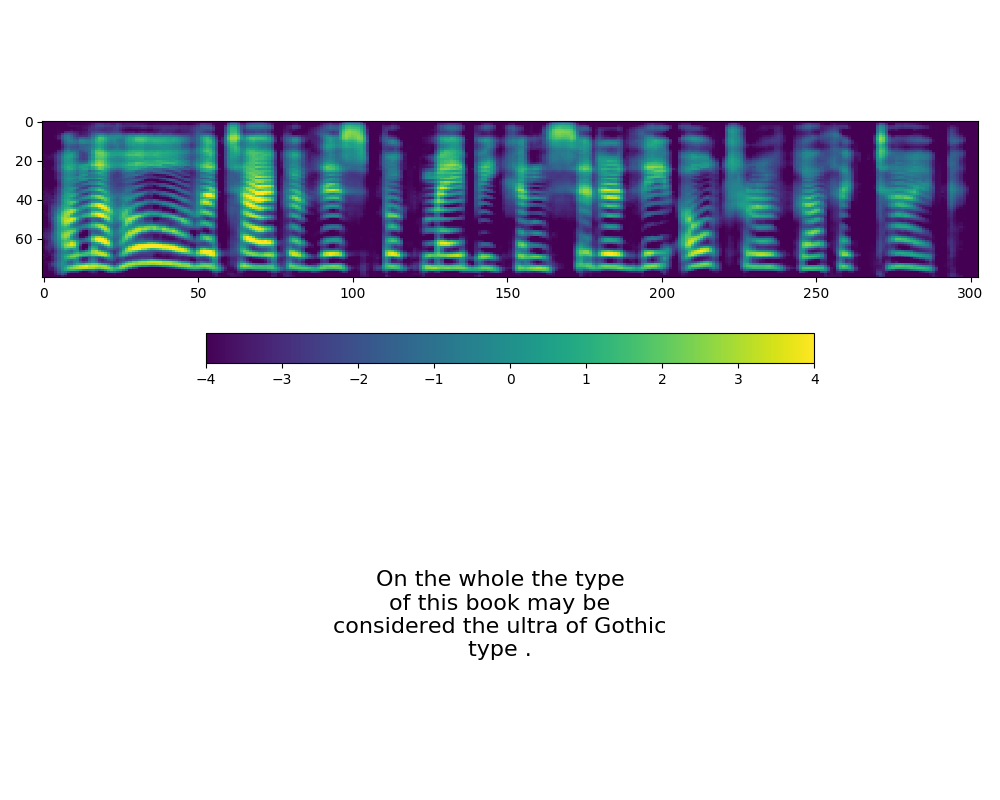 0
20
40
60
0 50 100 150 200 250 300
−4 −3 −2 −1 0 1 2 3 4
On the whole the type
of this book may be
considered the ultra of Gothic
type .